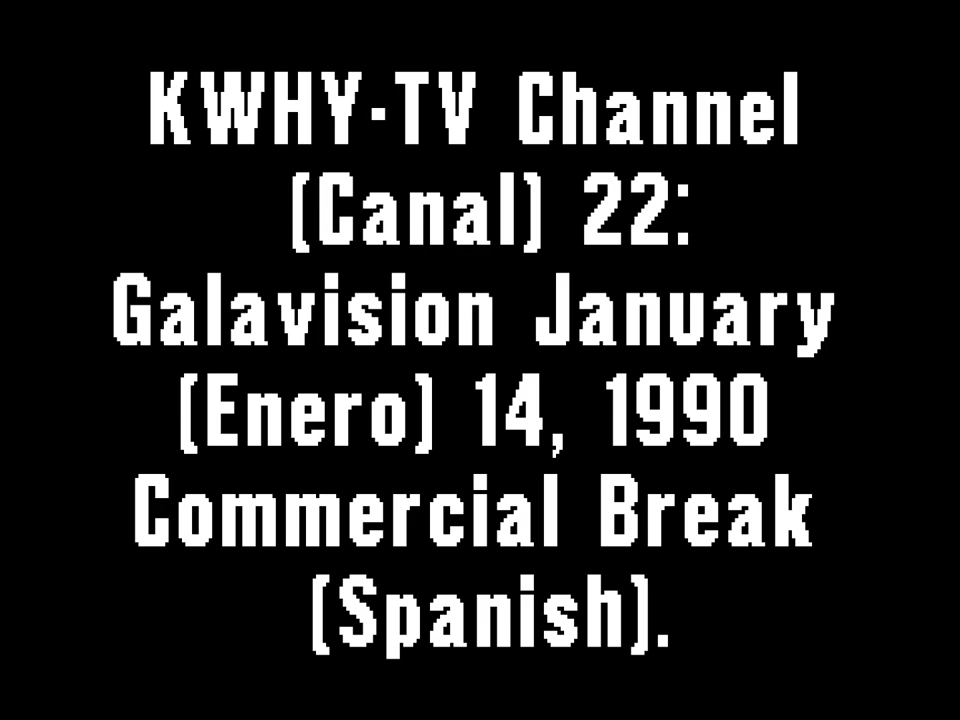 KWHY-TV Channel
(Canal) 22:
Galavision January
(Enero) 14, 1990
Commercial Break
(Spanish).